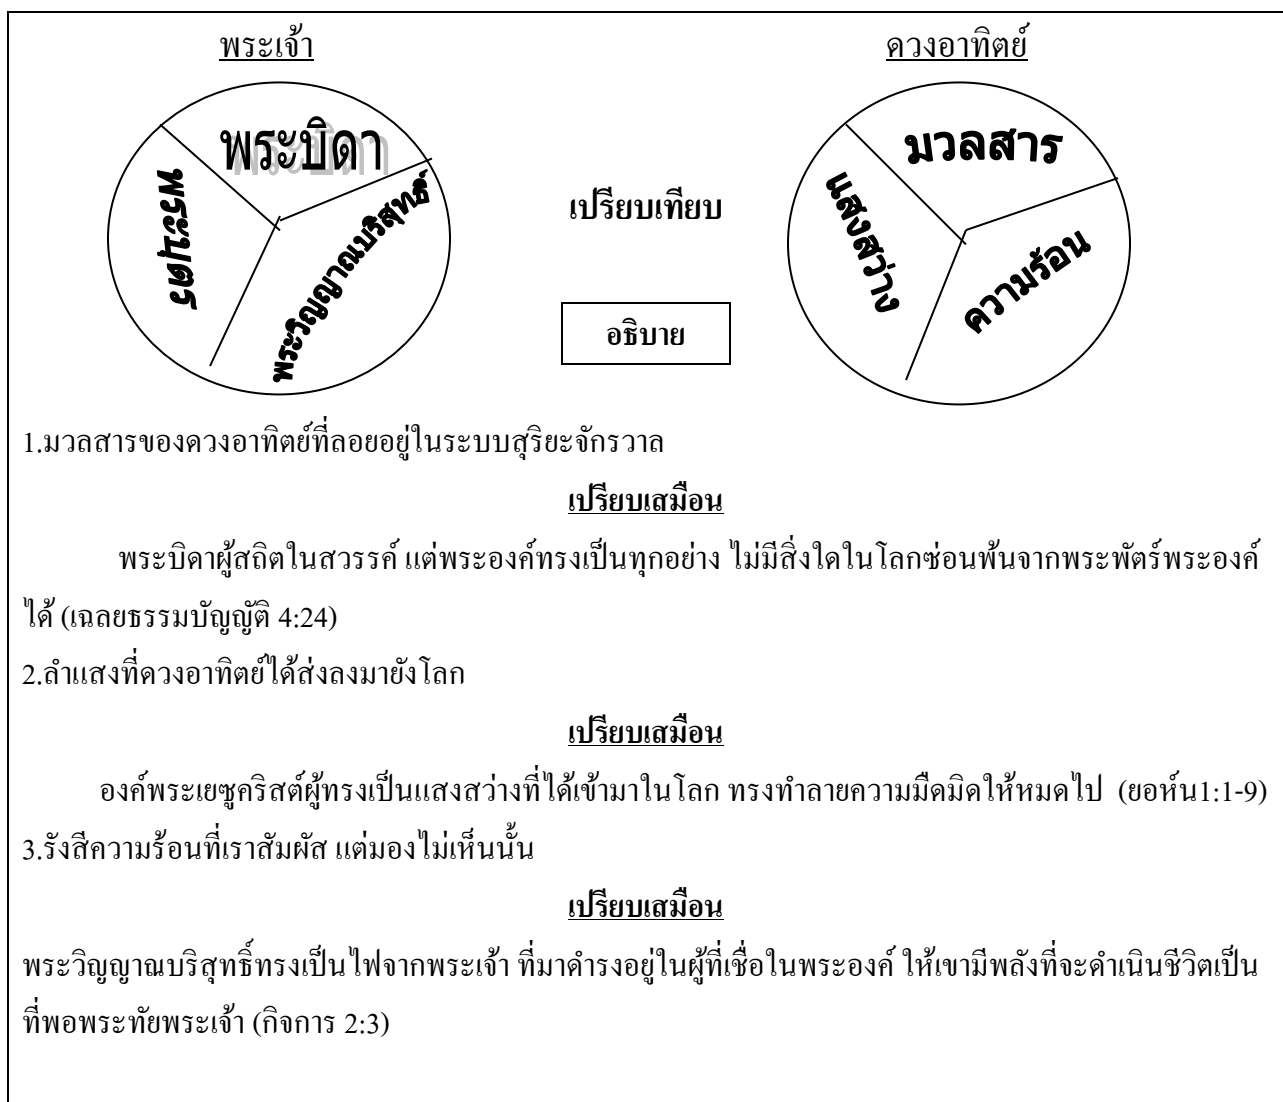 พระเจ้า
ดวงอาทิตย์
พระบิดา
พระบุตร
พระวิญญาณบริสุทธิ์
เปรียบเทียบ
มวลสาร
แสงสว่าง
ความร้อน
อธิบาย
1.มวลสารของดวงอาทิตย์ที่ลอยอยู่ในระบบสุริยะจักรวาล
เปรียบเสมือน
พระบิดาผู้สถิตในสวรรค์ แต่พระองค์ทรงเป็นทุกอย่าง ไม่มีสิ่งใดในโลกซ่อนพ้นจากพระพัตร์พระองค์
ได้ (เฉลยธรรมบัญญัติ 4:24)
2.ลำแสงที่ดวงอาทิตย์ได้ส่งลงมายังโลก
เปรียบเสมือน
องค์พระเยซูคริสต์ผู้ทรงเป็นแสงสว่างที่ได้เข้ามาในโลก ทรงทำลายความมืดมิดให้หมดไป (ยอห์น1:1-9)
3.รังสีความร้อนที่เราสัมผัส แต่มองไม่เห็นนั้น
เปรียบเสมือน
พระวิญญาณบริสุทธิ์ทรงเป็นไฟจากพระเจ้า ที่มาดำรงอยู่ในผู้ที่เชื่อในพระองค์ ให้เขามีพลังที่จะดำเนินชีวิตเป็น
ที่พอพระทัยพระเจ้า (กิจการ 2:3)